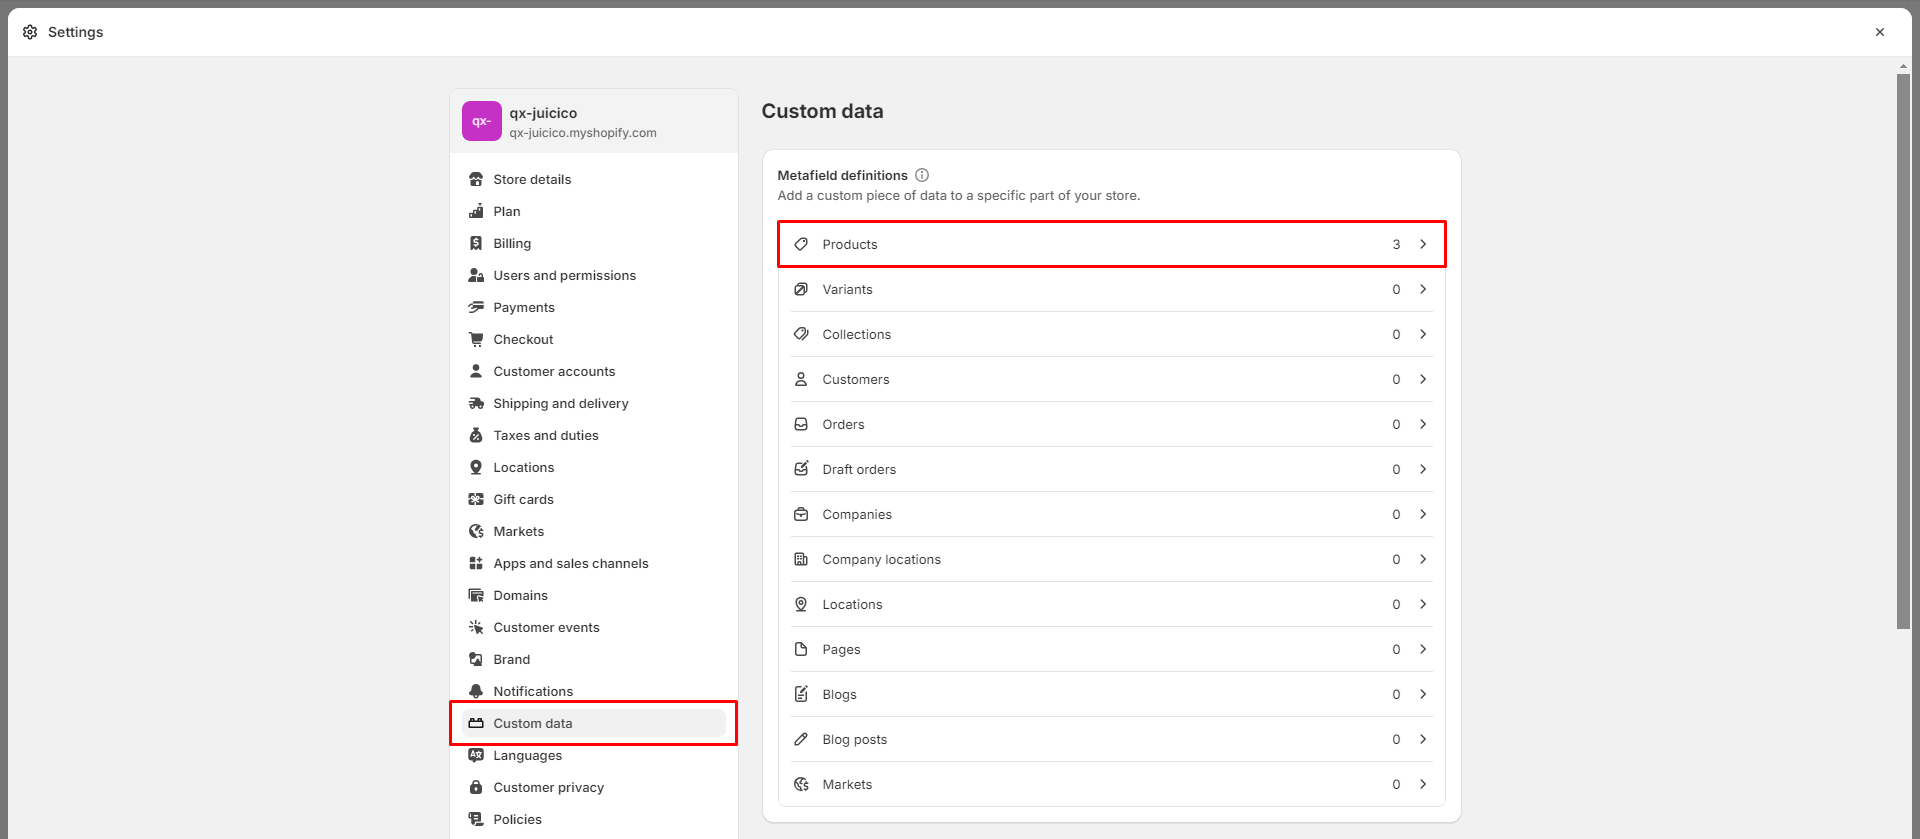 Settings
qx-
qx-juicico
qx-juicico.myshopify.com
Store details
Plan
Billing
Users and permissions
Payments
Checkout
Customer accounts
Shipping and delivery
Taxes and duties
Locations
Gift cards
Markets
Apps and sales channels
Domains
Customer events
Brand
Notifications
Custom data
Languages
Customer privacy
Policies
Custom data
Metafield definitions
Add a custom piece of data to a specific part of your store.
Products 3
Variants 0
Collections 0
Customers 0
Orders 0
Draft orders 0
Companies 0
Company locations 0
Locations 0
Pages 0
Blogs 0
Blog posts 0
Markets 0